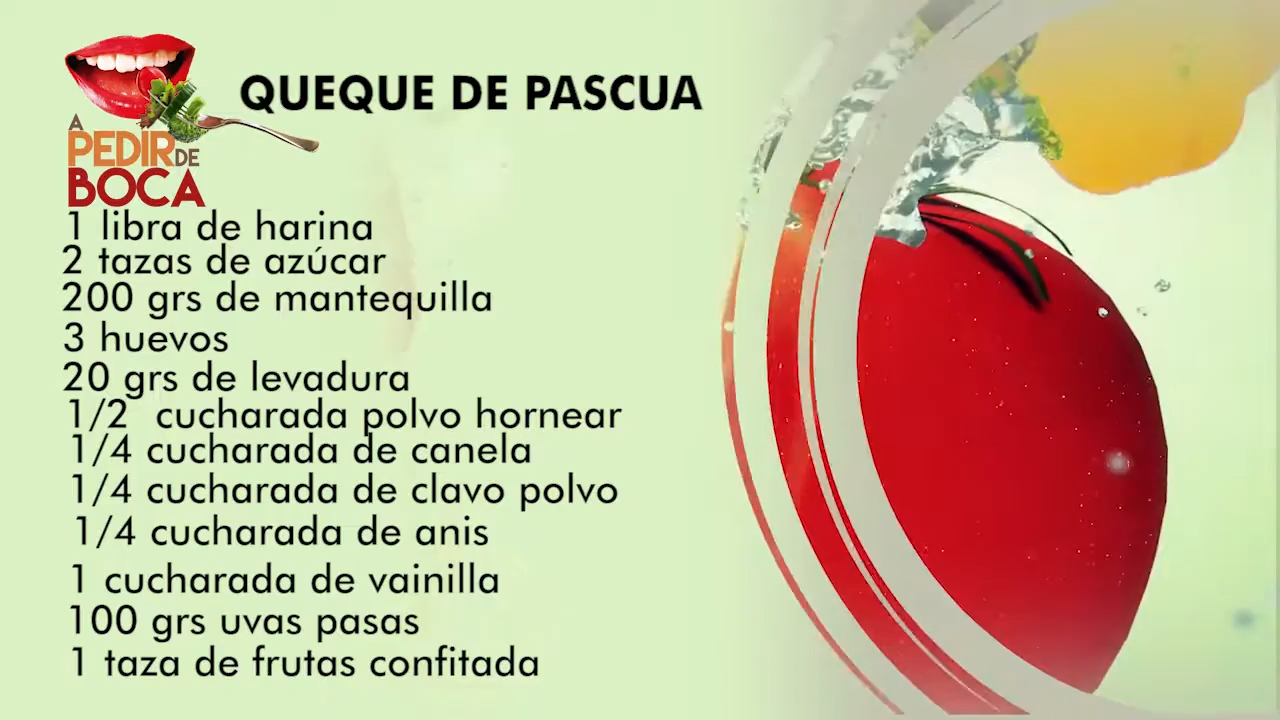 QUEQUE DE PASCUA
A
PEDIR DE
BOCA
1 libra de harina
2 tazas de azúcar
200 grs de mantequilla
3 huevos
20 grs de levadura
1/2 cucharada polvo hornear
1/4 cucharada de canela
1/4 cucharada de clavo polvo
1/4 cucharada de anis
1 cucharada de vainilla
100 grs uvas pasas
1 taza de frutas confitada